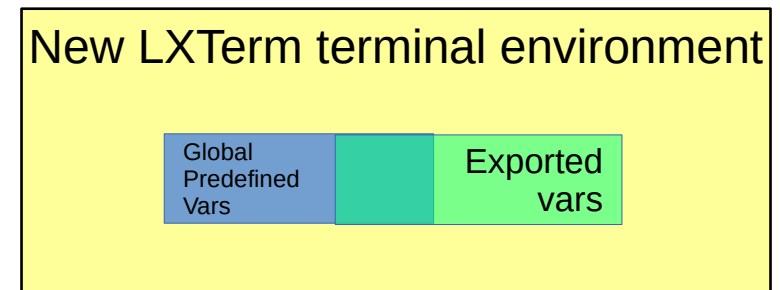 New LXTerm terminal environment
Global
Predefined
Vars
Exported
vars